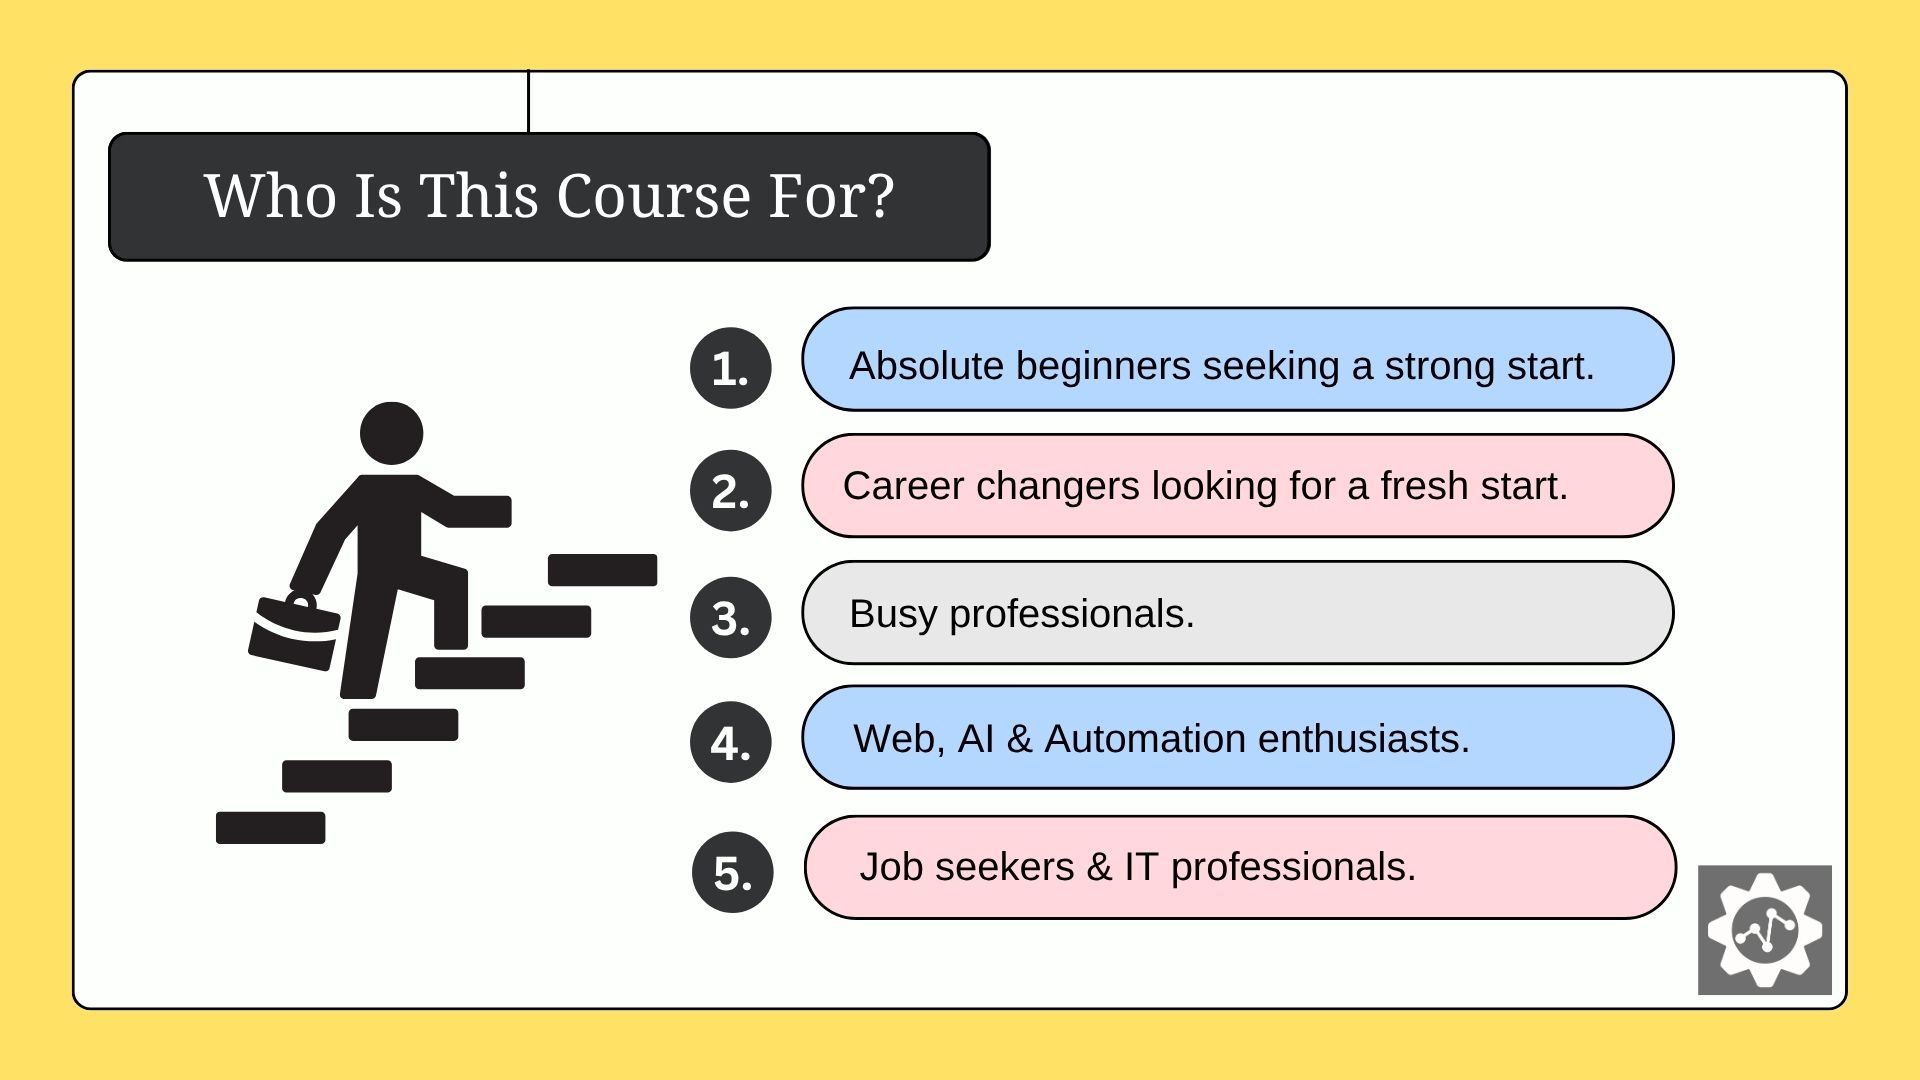 Who Is This Course For?
1. Absolute beginners seeking a strong start.
2. Career changers looking for a fresh start.
3. Busy professionals.
4. Web, AI & Automation enthusiasts.
5. Job seekers & IT professionals.